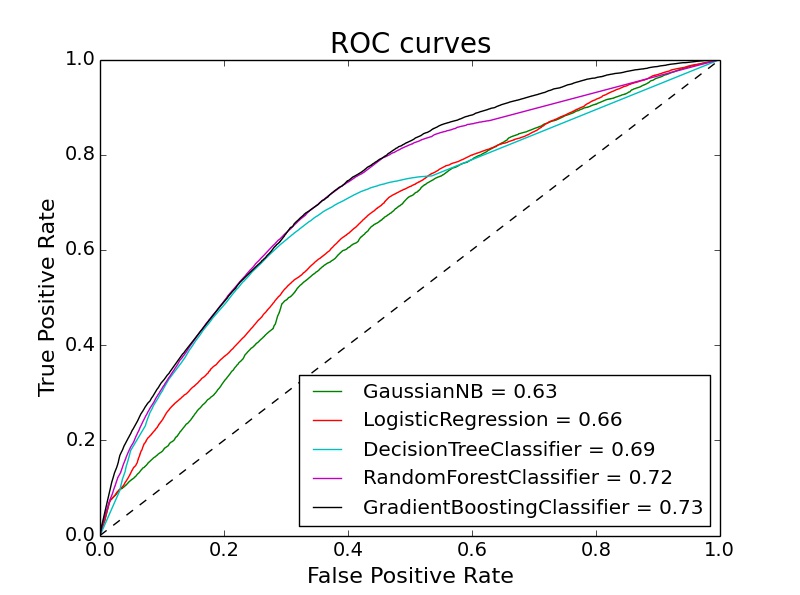 ROC curves
True Positive Rate
1.0
0.8
0.6
0.4
0.2
0.0
GaussianNB = 0.63
LogisticRegression = 0.66
DecisionTreeClassifier = 0.69
RandomForestClassifier = 0.72
GradientBoostingClassifier = 0.73
0.0 0.2 0.4 0.6 0.8 1.0
False Positive Rate